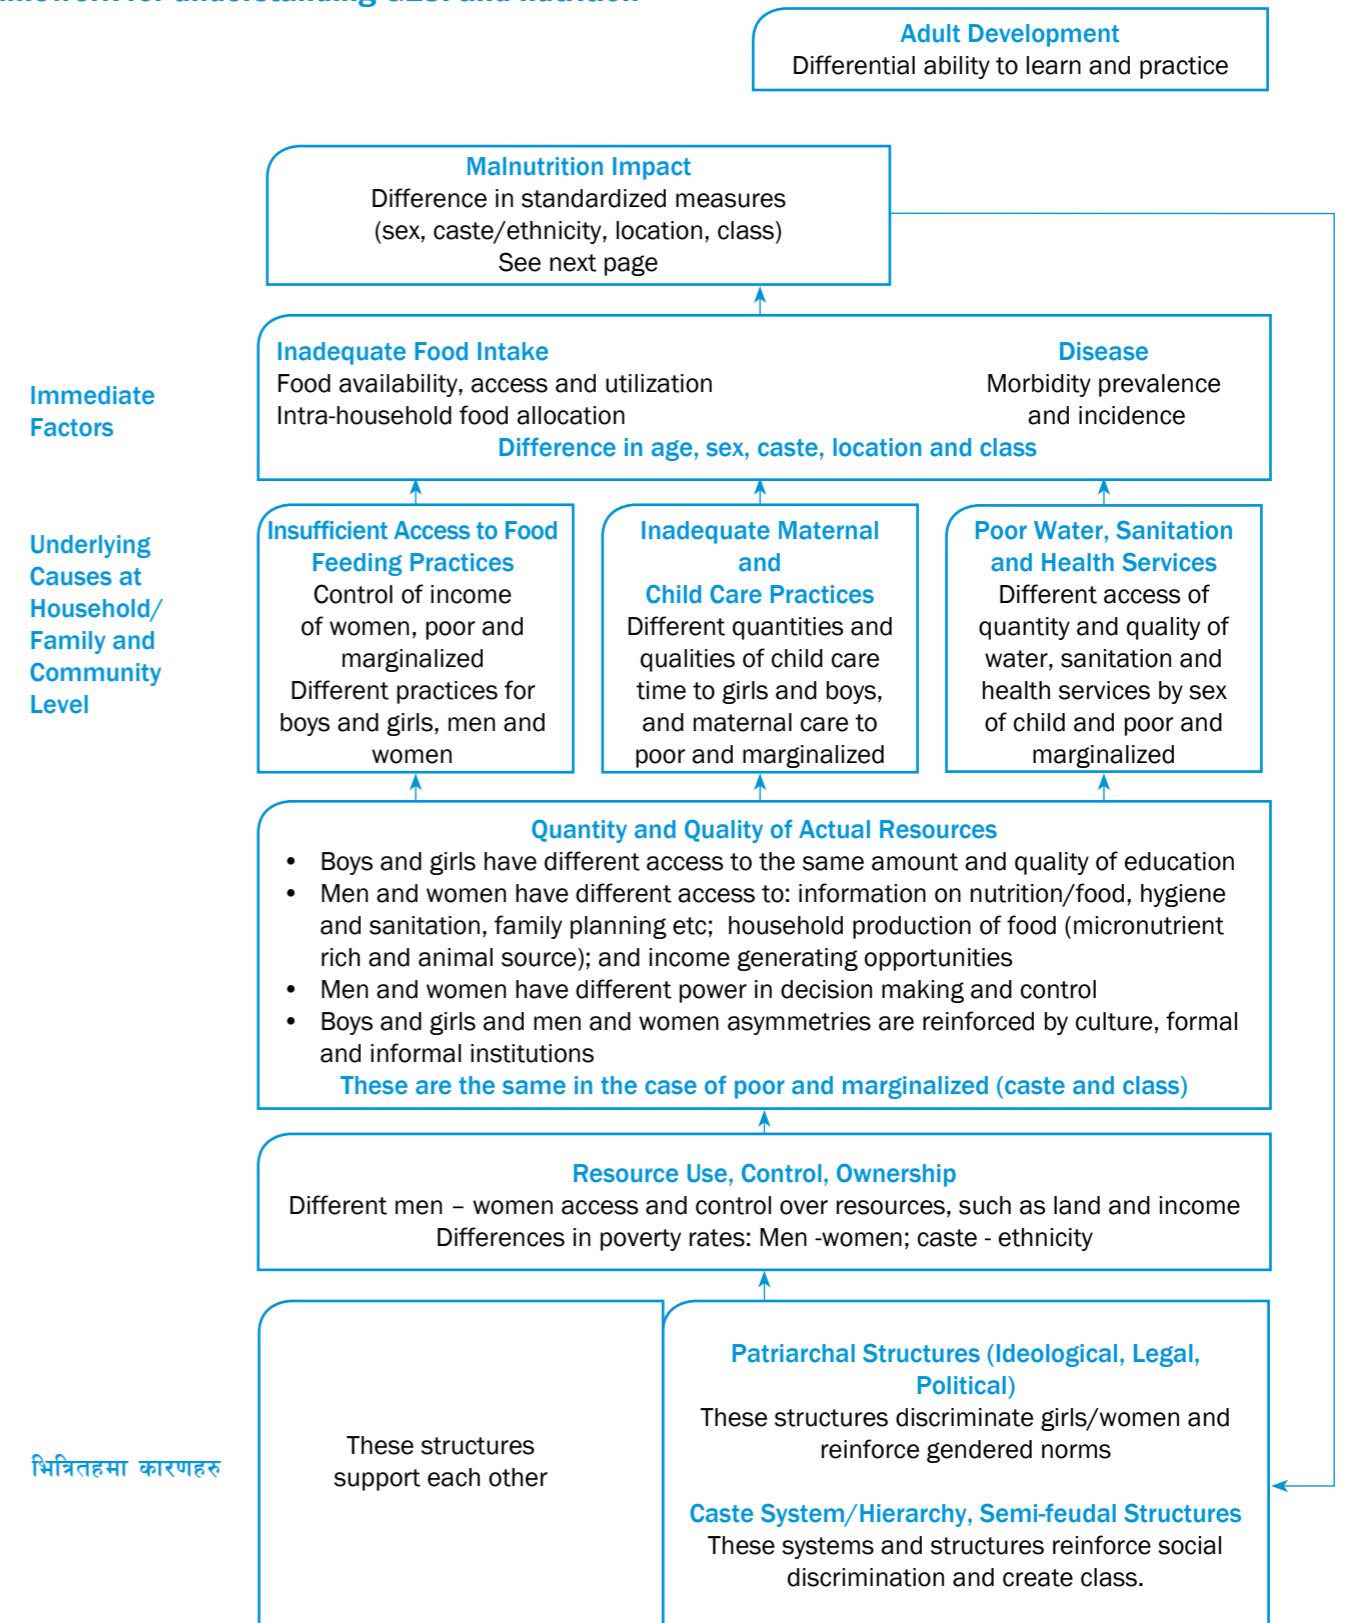 Adult Development
Differential ability to learn and practice
Malnutrition Impact
Difference in standardized measures
(sex, caste/ethnicity, location, class)
See next page
Immediate
Factors
Inadequate Food Intake
Food availability, access and utilization
Intra-household food allocation
Disease
Morbidity prevalence
and incidence
Difference in age, sex, caste, location and class
Underlying
Causes at
Household/
Family and
Community
Level
Insufficient Access to Food
Feeding Practices
Control of income
of women, poor and
marginalized
Different practices for
boys and girls, men and
women
Inadequate Maternal
and
Child Care Practices
Different quantities and
qualities of child care
time to girls and boys,
and maternal care to
poor and marginalized
Poor Water, Sanitation
and Health Services
Different access of
quantity and quality of
water, sanitation and
health services by sex
of child and poor and
marginalized
Quantity and Quality of Actual Resources
• Boys and girls have different access to the same amount and quality of education
• Men and women have different access to: information on nutrition/food, hygiene
and sanitation, family planning etc; household production of food (micronutrient
rich and animal source); and income generating opportunities
• Men and women have different power in decision making and control
• Boys and girls and men and women asymmetries are reinforced by culture, formal
and informal institutions
These are the same in the case of poor and marginalized (caste and class)
Resource Use, Control, Ownership
Different men – women access and control over resources, such as land and income
Differences in poverty rates: Men -women; caste - ethnicity
भित्रितहमा कारणहरु
These structures
support each other
Patriarchal Structures (Ideological, Legal,
Political)
These structures discriminate girls/women and
reinforce gendered norms
Caste System/Hierarchy, Semi-feudal Structures
These systems and structures reinforce social
discrimination and create class.